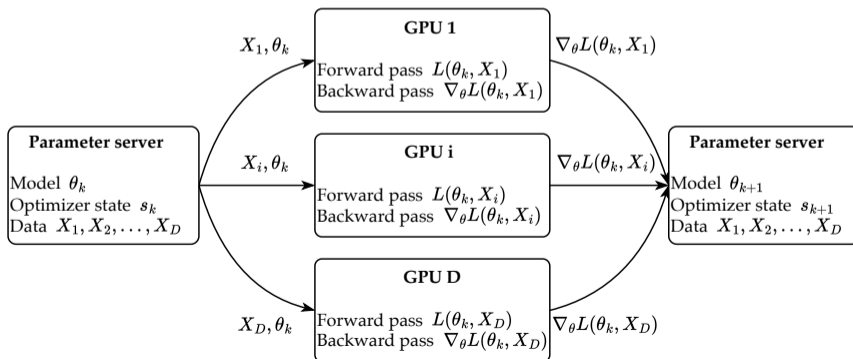 Parameter server
Model θ_k
Optimizer state s_k
Data X_1, X_2, . . . , X_D
X_1, θ_k
X_i, θ_k
X_D, θ_k
GPU 1
Forward pass L(θ_k, X_1)
Backward pass ∇_θL(θ_k, X_1)
GPU i
Forward pass L(θ_k, X_i)
Backward pass ∇_θL(θ_k, X_i)
GPU D
Forward pass L(θ_k, X_D)
Backward pass ∇_θL(θ_k, X_D)
∇_θL(θ_k, X_1)
∇_θL(θ_k, X_i)
∇_θL(θ_k, X_D)
Parameter server
Model θ_{k+1}
Optimizer state s_{k+1}
Data X_1, X_2, . . . , X_D